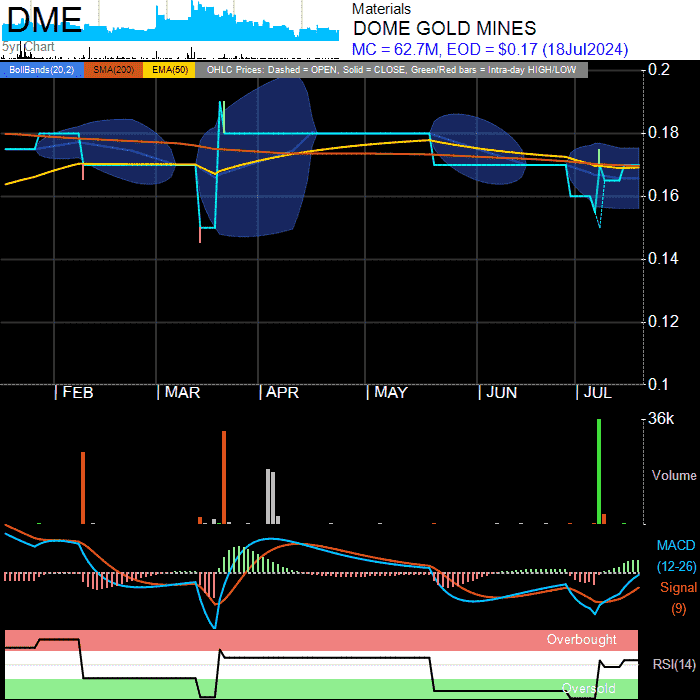 DME
5yr Chart
Materials
DOME GOLD MINES
MC = 62.7M, EOD = $0.17 (18Jul2024)
BollBands(20,2) SMA(200) EMA(50) OHLC Prices: Dashed = OPEN, Solid = CLOSE, Green/Red bars = Intra-day HIGH/LOW
0.2
0.18
0.16
0.14
0.12
0.1
FEB MAR APR MAY JUN JUL
36k
Volume
MACD
(12-26)
Signal
(9)
Overbought
RSI(14)
Oversold